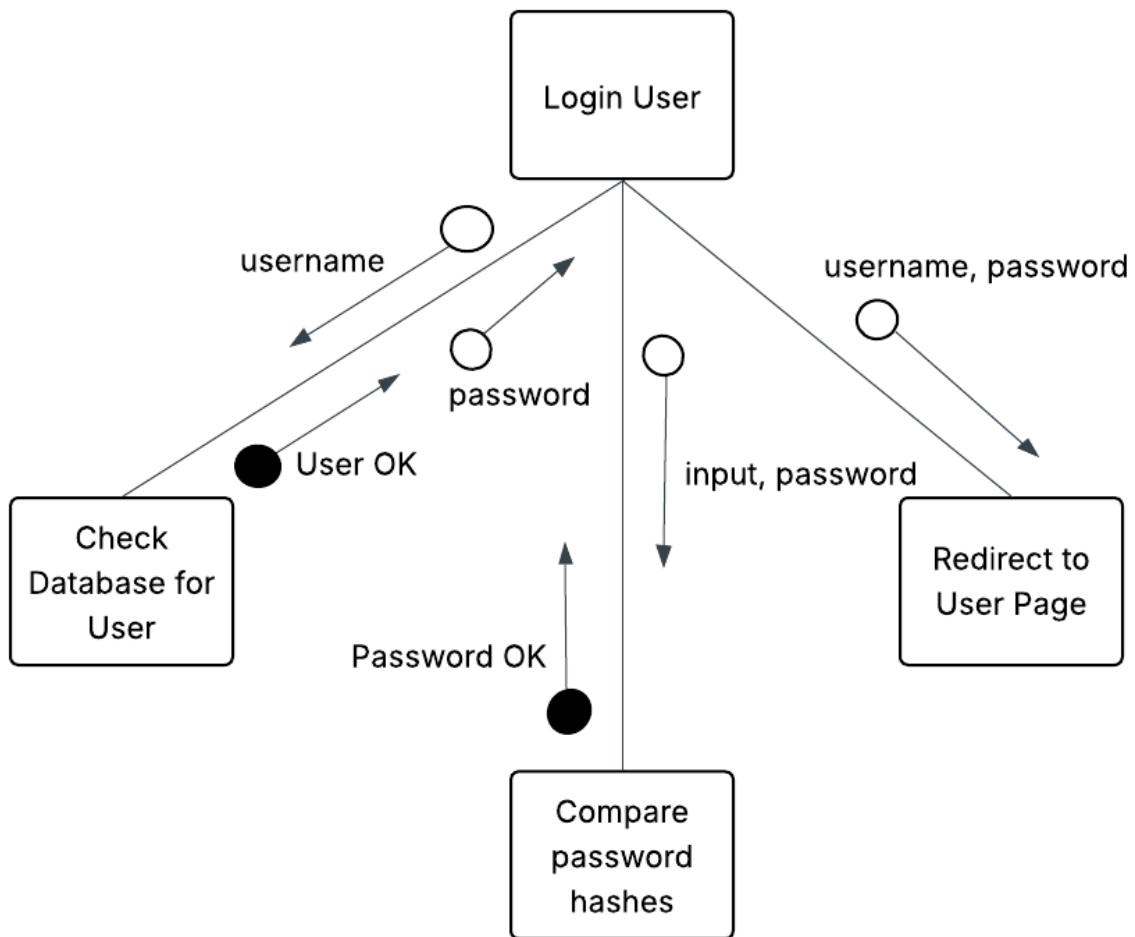 Login User
username
username, password
password
User OK
input, password
Check
Database for
User
Redirect to
User Page
Password OK
Compare
password
hashes